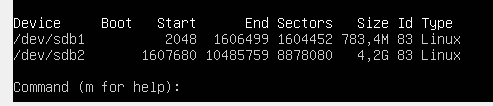 Device     Boot   Start      End Sectors   Size Id Type
/dev/sdb1          2048  1606499 1604452 783,4M 83 Linux
/dev/sdb2       1607680 10485759 8878080   4,2G 83 Linux
Command (m for help):